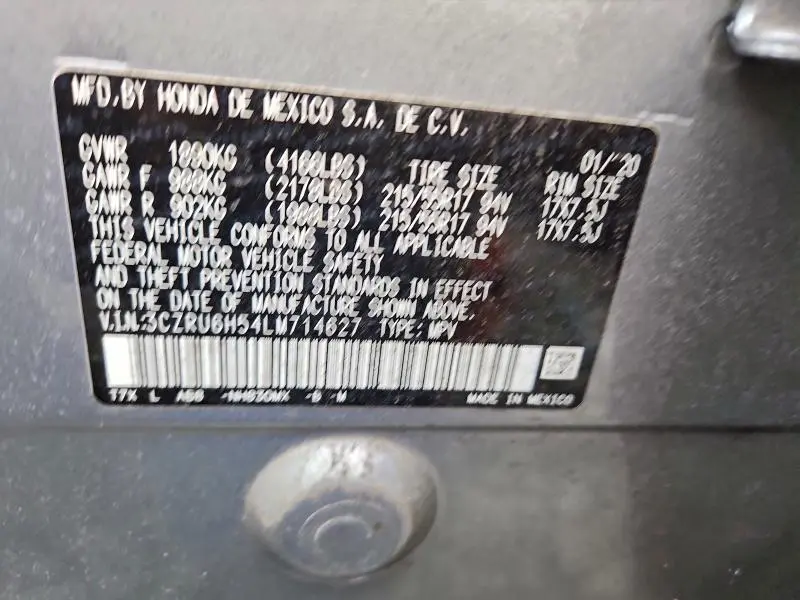 MFD. BY HONDA DE MEXICO S.A. DE C.V.
01/'20
GVWR 1890KG TIRE SIZE RIM SIZE
GAWR F 988KG (2178LBS) 215/55R17 94V 17X7.5J
GAWR R 902KG (1988LBS) 215/55R17 94V 17X7.5J
THIS VEHICLE CONFORMS TO ALL APPLICABLE
FEDERAL MOTOR VEHICLE SAFETY
AND THEFT PREVENTION STANDARDS IN EFFECT
ON THE DATE OF MANUFACTURE SHOWN ABOVE.
V.I.N.:3CZRU6H54LM714627 TYPE: MPV
T7X L -NH830MX -B -M MADE IN MEXICO